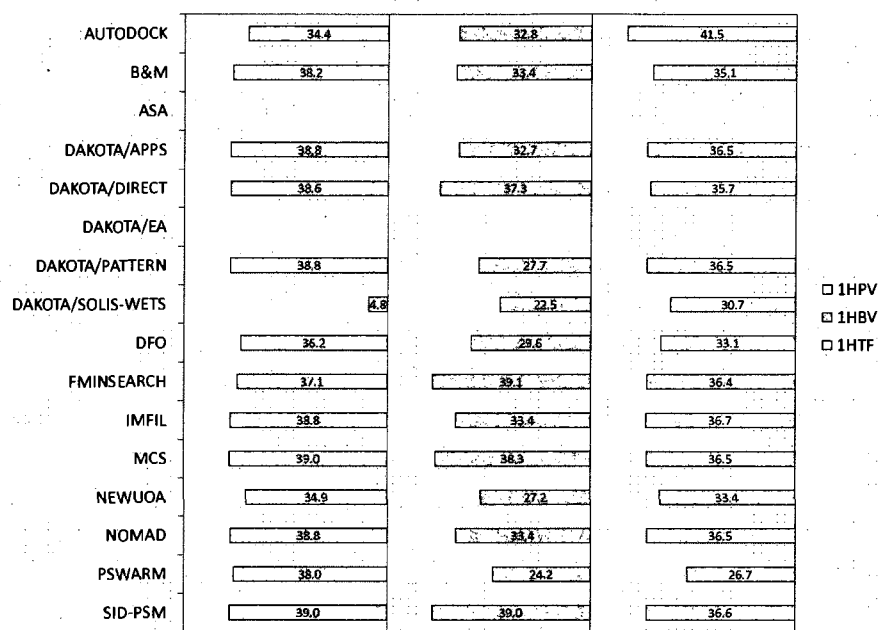 AUTODOCK 34.4 32.8 41.5
B&M 38.2 33.4 35.1
ASA
DAKOTA/APPS 38.8 32.7 36.5
DAKOTA/DIRECT 38.6 37.3 35.7
DAKOTA/EA
DAKOTA/PATTERN 38.8 27.7 36.5
DAKOTA/SOLIS-WETS 4.8 22.5 30.7
DFO 36.2 29.6 33.1
FMINSEARCH 37.1 39.1 36.4
IMFIL 38.8 33.4 36.7
MCS 39.0 38.3 36.5
NEWUOA 34.9 27.2 33.4
NOMAD 38.8 33.4 36.5
PSWARM 38.0 24.2 26.7
SID-PSM 39.0 39.0 36.6
1HPV
1HBV
1HTF